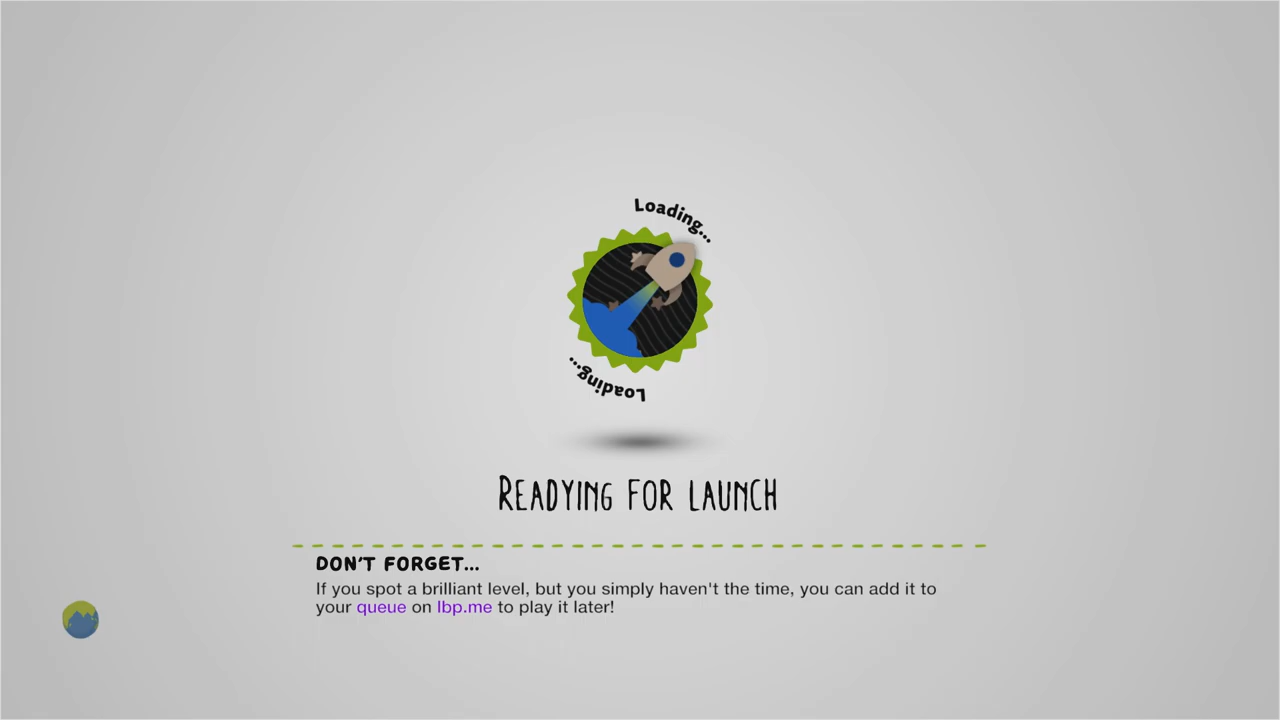 Loading...
Loading...
READYING FOR LAUNCH
DON'T FORGET...
If you spot a brilliant level, but you simply haven't the time, you can add it to
your queue on lbp.me to play it later!